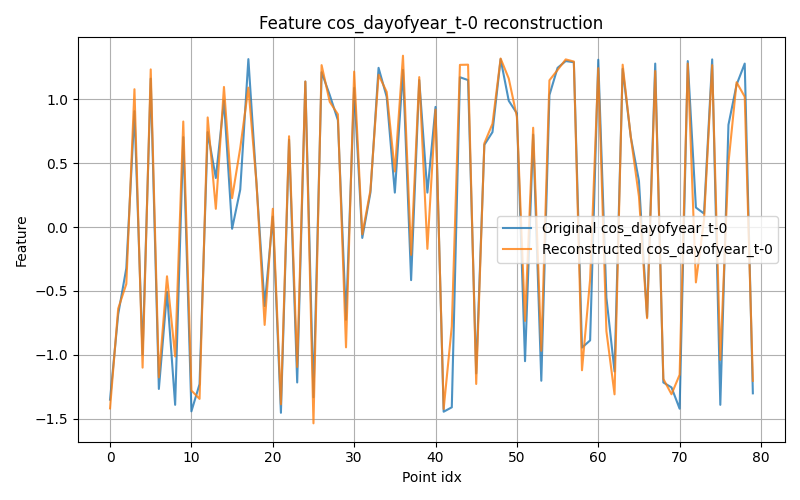 Feature cos_dayofyear_t-0 reconstruction
1.0
0.5
0.0
−0.5
−1.0
−1.5
Feature
Original cos_dayofyear_t-0
Reconstructed cos_dayofyear_t-0
0 10 20 30 40 50 60 70 80
Point idx